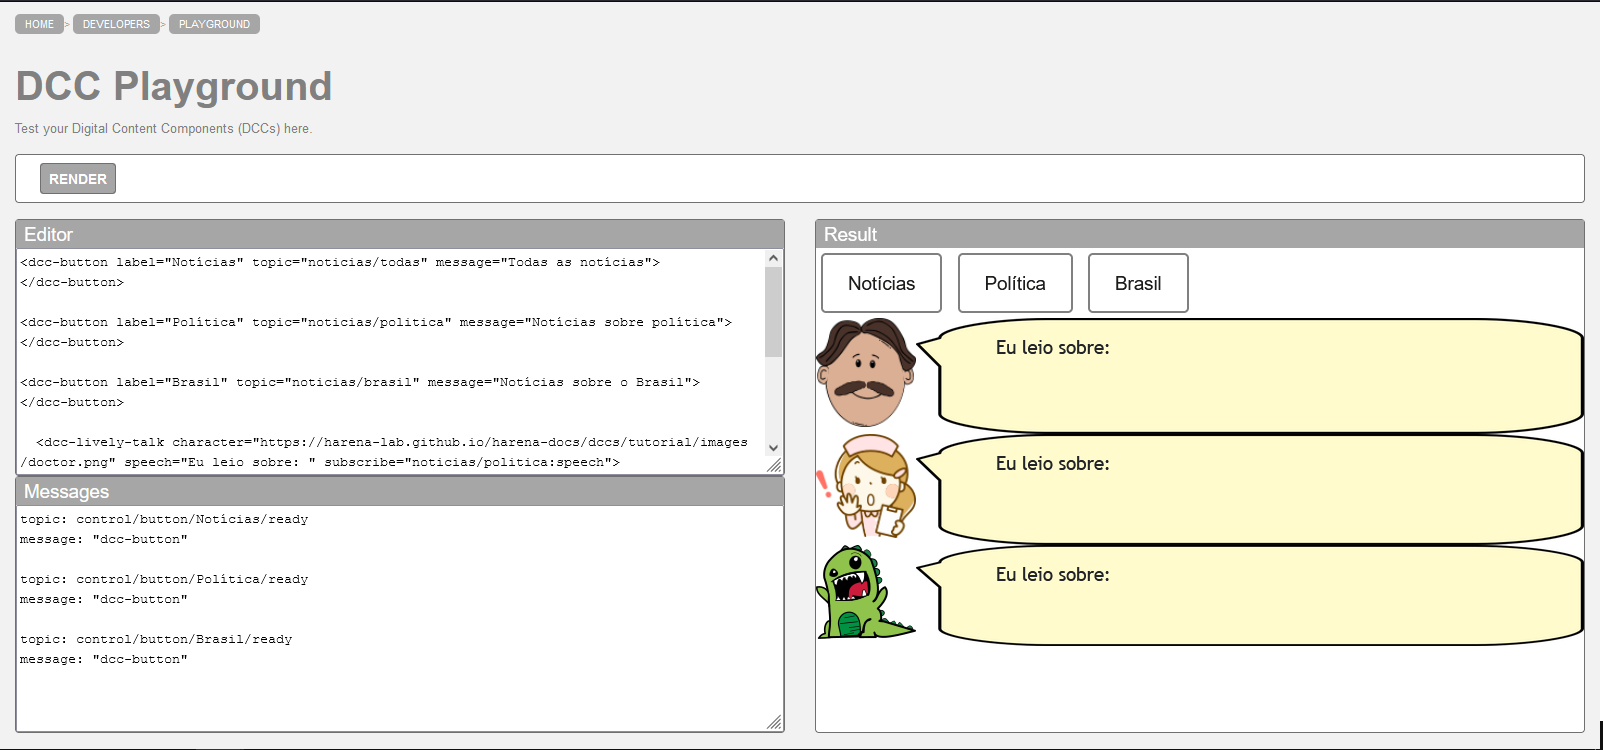 HOME > DEVELOPERS > PLAYGROUND
DCC Playground
Test your Digital Content Components (DCCs) here.
RENDER
Editor
<dcc-button label="Notícias" topic="noticias/todas" message="Todas as notícias">
</dcc-button>
<dcc-button label="Política" topic="noticias/politica" message="Notícias sobre política">
</dcc-button>
<dcc-button label="Brasil" topic="noticias/brasil" message="Notícias sobre o Brasil">
</dcc-button>
<dcc-lively-talk character="https://harena-lab.github.io/harena-docs/dccs/tutorial/images
/doctor.png" speech="Eu leio sobre: " subscribe="noticias/politica:speech">
Messages
topic: control/button/Notícias/ready
message: "dcc-button"
topic: control/button/Política/ready
message: "dcc-button"
topic: control/button/Brasil/ready
message: "dcc-button"
Result
Notícias Política Brasil
Eu leio sobre:
Eu leio sobre:
Eu leio sobre: